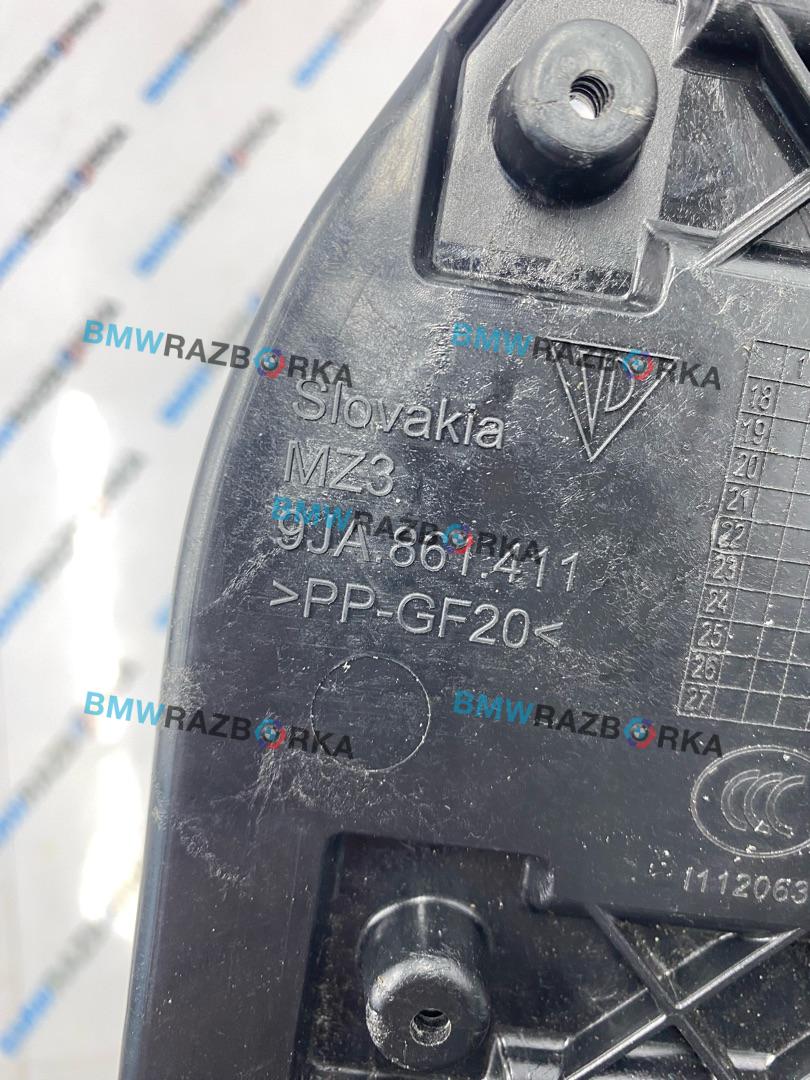 BMWRAZBORKA
BMWRAZBORKA
Slovakia
MZ3
BMWRAZBORKA
9JA.861.411
>PP-GF20<
18
19
20
21
22
23
24
25
26
27
BMWRAZBORKA
BMWRAZBORKA
CCC